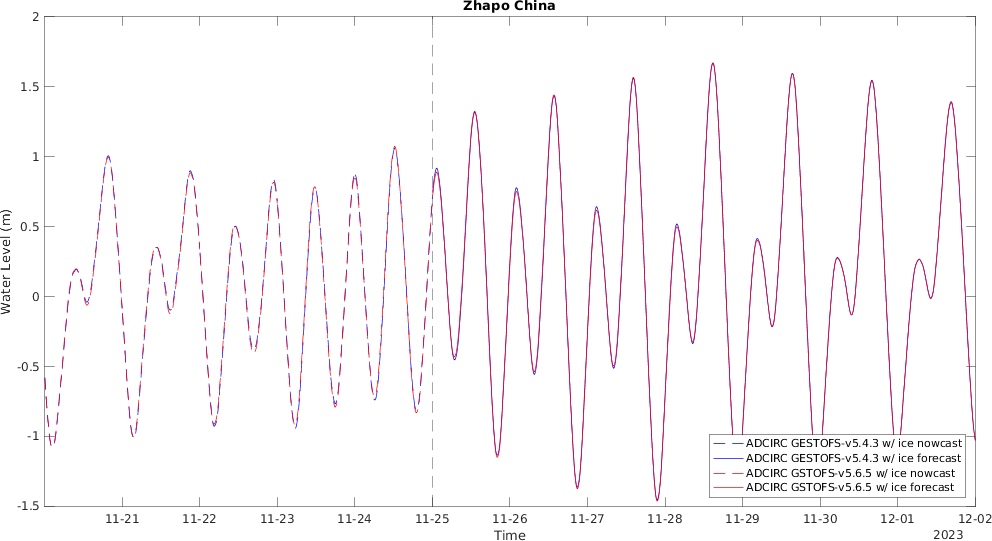 Zhapo China
2
1.5
1
0.5
0
-0.5
-1
-1.5
Water Level (m)
ADCIRC GESTOFS-v5.4.3 w/ ice nowcast
ADCIRC GESTOFS-v5.4.3 w/ ice forecast
ADCIRC GSTOFS-v5.6.5 w/ ice nowcast
ADCIRC GSTOFS-v5.6.5 w/ ice forecast
11-21 11-22 11-23 11-24 11-25 11-26 11-27 11-28 11-29 11-30 12-01 12-02
Time
2023